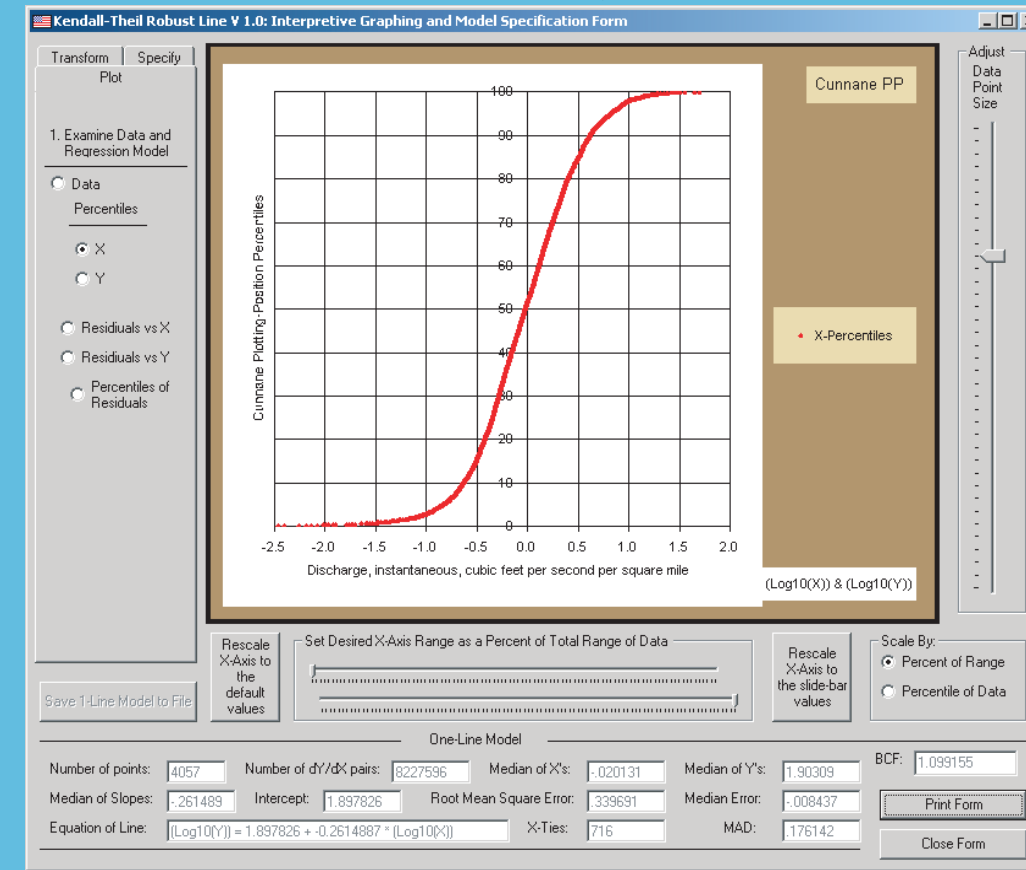 Kendall-Theil Robust Line V 1.0: Interpretive Graphing and Model Specification Form
Transform Specify
Plot
1. Examine Data and
Regression Model
Data
Percentiles
X
Y
Residuals vs X
Residiuals vs Y
Percentiles of
Residuals
Save 1-Line Model to File
Cunnane PP
Cunnane Plotting-Position Percentiles
100
90
80
70
60
50
40
30
20
10
0
-2.5 -2.0 -1.5 -1.0 -0.5 0.0 0.5 1.0 1.5 2.0
Discharge, instantaneous, cubic feet per second per square mile
X-Percentiles
(Log10(X)) & (Log10(Y))
Adjust
Data
Point
Size
Rescale
X-Axis to
the
default
values
Set Desired X-Axis Range as a Percent of Total Range of Data
Rescale
X-Axis to
the slide-bar
values
Scale By:
Percent of Range
Percentile of Data
One-Line Model
Number of points: 4057 Number of dY/dX pairs: 8227596 Median of X's: -.020131 Median of Y's: 1.90309 BCF: 1.099155
Median of Slopes: -.261489 Intercept: 1.897826 Root Mean Square Error: .339691 Median Error: -.008437
Equation of Line: (Log10(Y)) = 1.897826 + -0.2614887 * (Log10(X)) X-Ties: 716 MAD: .176142
Print Form
Close Form